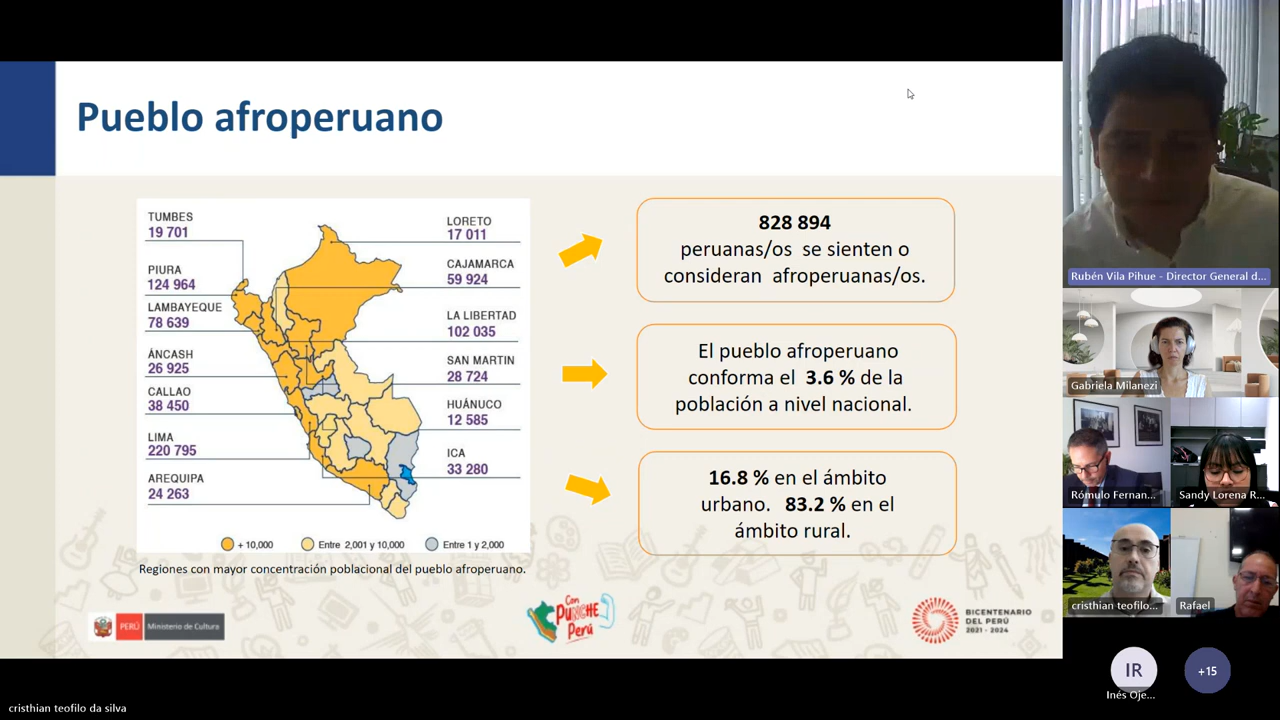 Pueblo afroperuano
TUMBES
19 701
PIURA
124 964
LAMBAYEQUE
78 639
ÁNCASH
26 925
CALLAO
38 450
LIMA
220 795
AREQUIPA
24 263
LORETO
17 011
CAJAMARCA
59 924
LA LIBERTAD
102 035
SAN MARTIN
28 724
HUÁNUCO
12 585
ICA
33 280
+ 10,000
Entre 2,001 y 10,000
Entre 1 y 2,000
Regiones con mayor concentración poblacional del pueblo afroperuano.
828 894
peruanas/os se sienten o
consideran afroperuanas/os.
El pueblo afroperuano
conforma el 3.6 % de la
población a nivel nacional.
16.8 % en el ámbito
urbano. 83.2 % en el
ámbito rural.
PERÚ Ministerio de Cultura
Con
PUNCHE
Perú
BICENTENARIO
DEL PERÚ
2021 - 2024
Rubén Vila Pihue - Director General d...
Gabriela Milanezi
Rómulo Fernan...
Sandy Lorena R...
cristhian teofilo...
Rafael
IR
Inés Oje...
+15
cristhian teofilo da silva